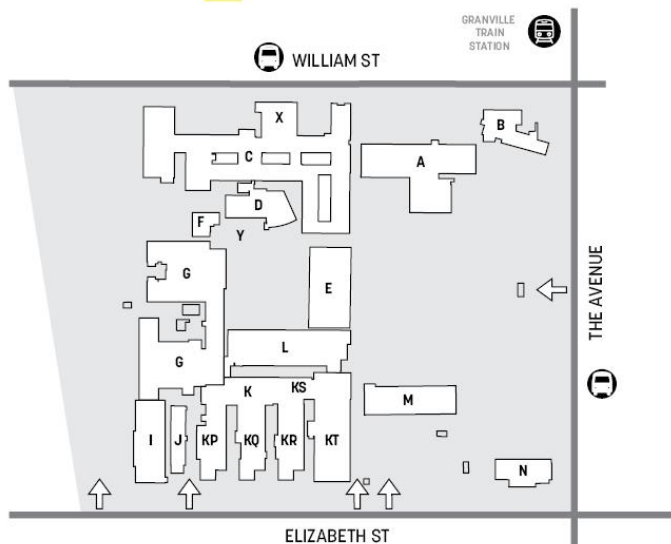 GRANVILLE
TRAIN
STATION
WILLIAM ST
X
B
C
A
D
F
Y
G
E
THE AVENUE
L
G
K
KS
M
I
J
KP
KQ
KR
KT
N
ELIZABETH ST